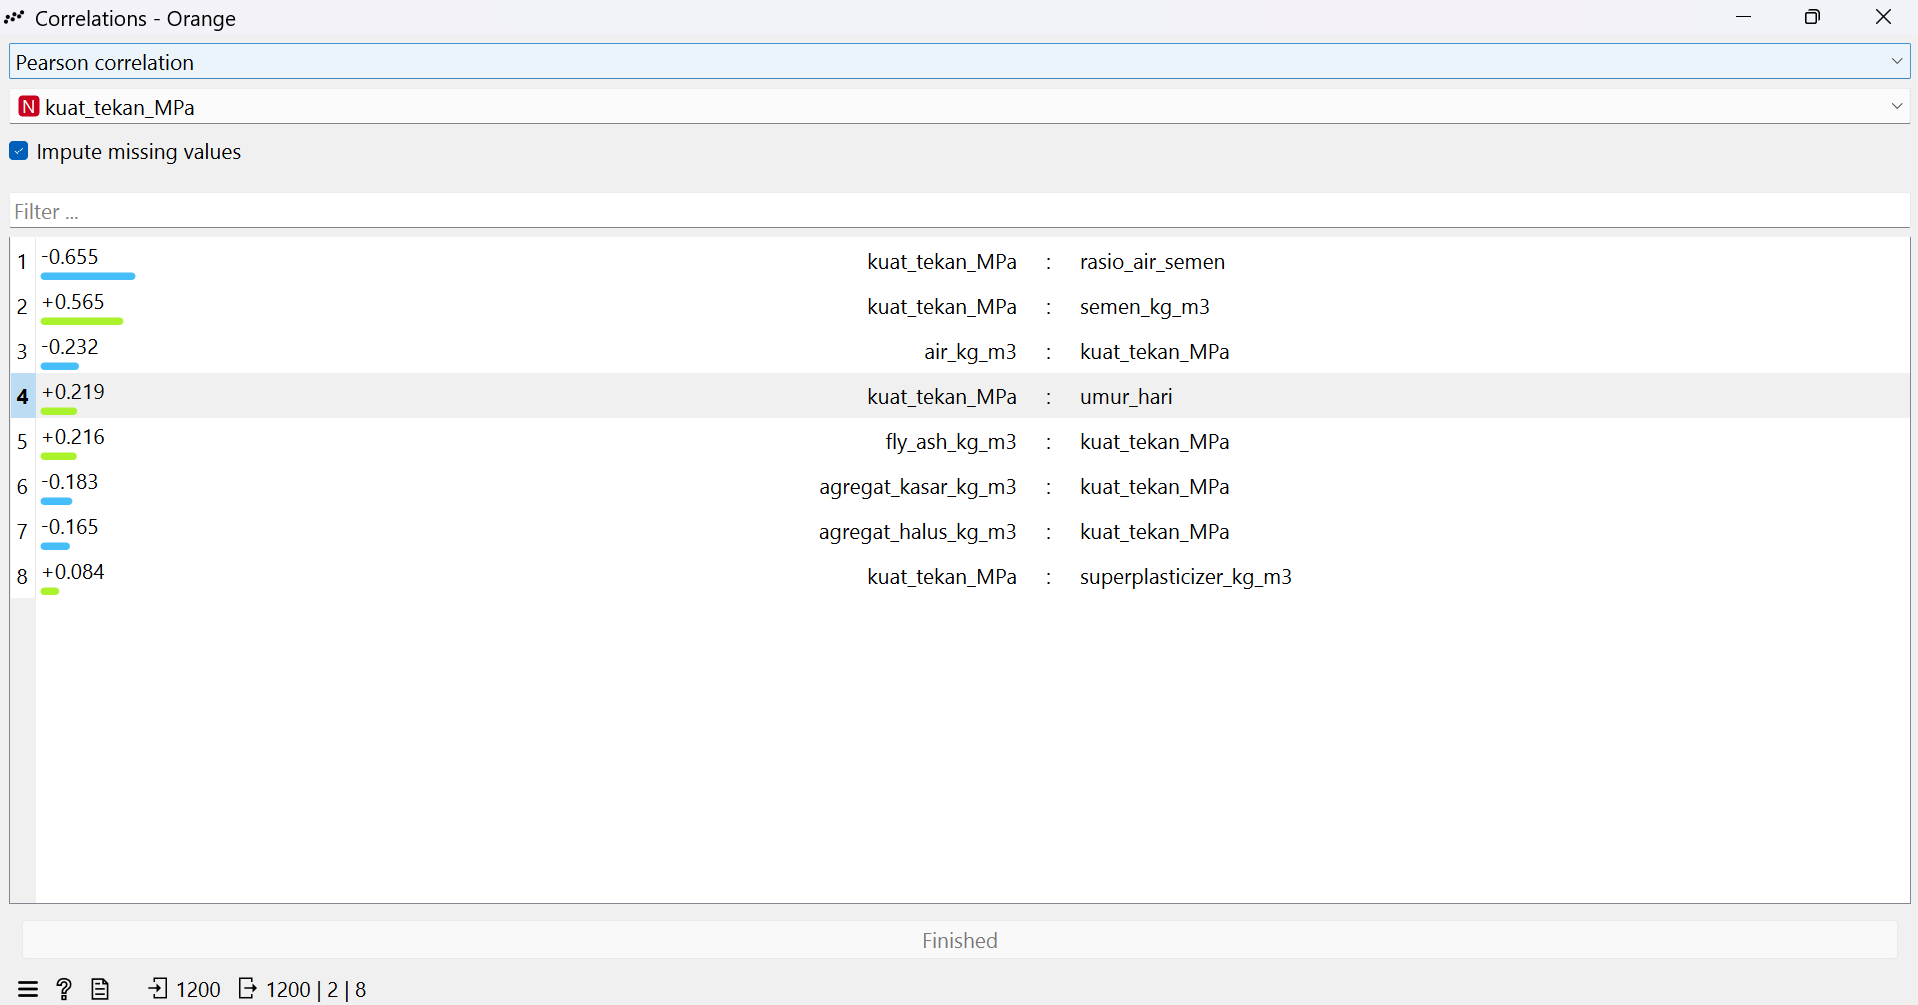 Correlations - Orange
Pearson correlation
N kuat_tekan_MPa
Impute missing values
Filter ...
1 -0.655 kuat_tekan_MPa : rasio_air_semen
2 +0.565 kuat_tekan_MPa : semen_kg_m3
3 -0.232 air_kg_m3 : kuat_tekan_MPa
4 +0.219 kuat_tekan_MPa : umur_hari
5 +0.216 fly_ash_kg_m3 : kuat_tekan_MPa
6 -0.183 agregat_kasar_kg_m3 : kuat_tekan_MPa
7 -0.165 agregat_halus_kg_m3 : kuat_tekan_MPa
8 +0.084 kuat_tekan_MPa : superplasticizer_kg_m3
Finished
? 1200 1200 | 2 | 8